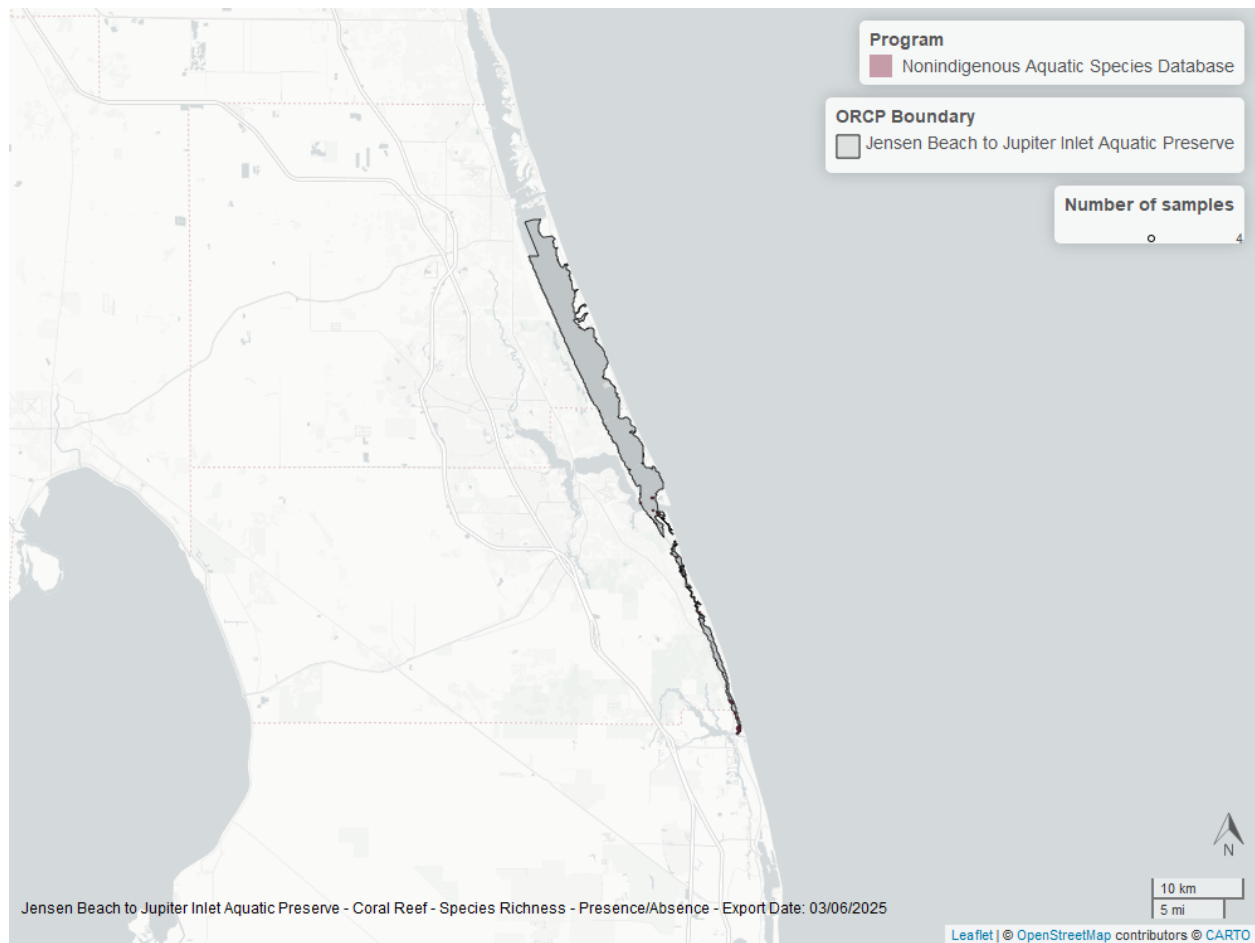 Program
Nonindigenous Aquatic Species Database
ORCP Boundary
Jensen Beach to Jupiter Inlet Aquatic Preserve
Number of samples
4
N
10 km
5 mi
Jensen Beach to Jupiter Inlet Aquatic Preserve - Coral Reef - Species Richness - Presence/Absence - Export Date: 03/06/2025
Leaflet | © OpenStreetMap contributors © CARTO